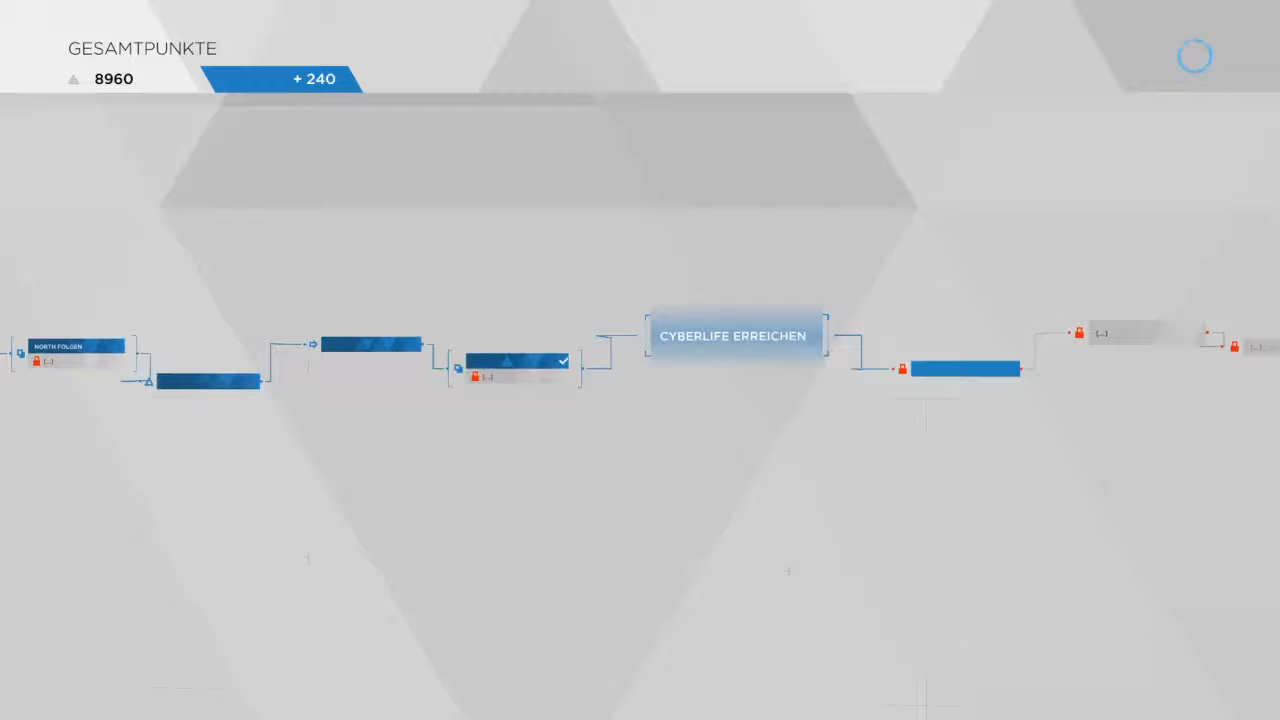 GESAMTPUNKTE
8960
+ 240
CYBERLIFE ERREICHEN
NORTH FOLGEN
[...]
[...]
[...]
[...]